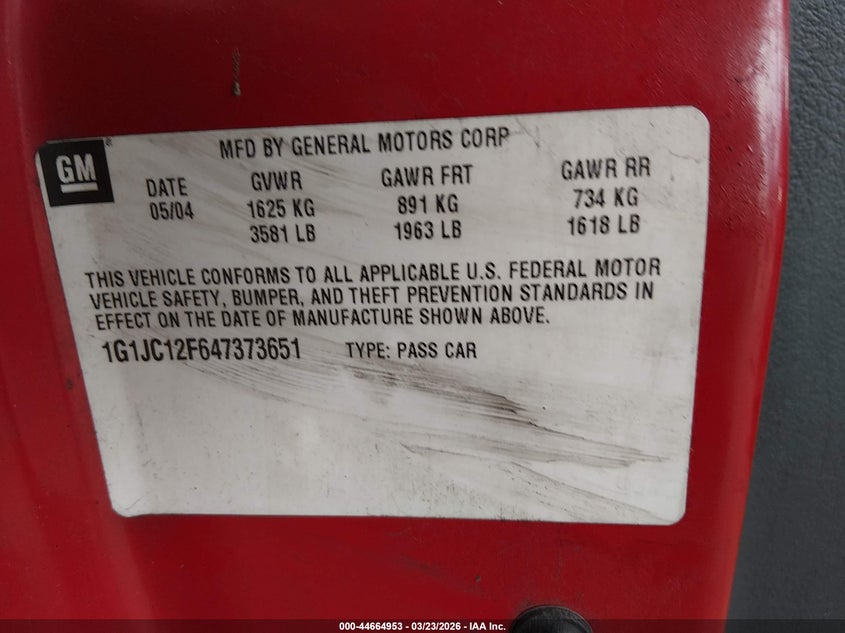 GM
MFD BY GENERAL MOTORS CORP
DATE GVWR GAWR FRT GAWR RR
05/04 1625 KG 891 KG 734 KG
3581 LB 1963 LB 1618 LB
THIS VEHICLE CONFORMS TO ALL APPLICABLE U.S. FEDERAL MOTOR
VEHICLE SAFETY, BUMPER, AND THEFT PREVENTION STANDARDS IN
EFFECT ON THE DATE OF MANUFACTURE SHOWN ABOVE.
1G1JC12F647373651 TYPE: PASS CAR
000-44664953 - 03/23/2026 - IAA Inc.